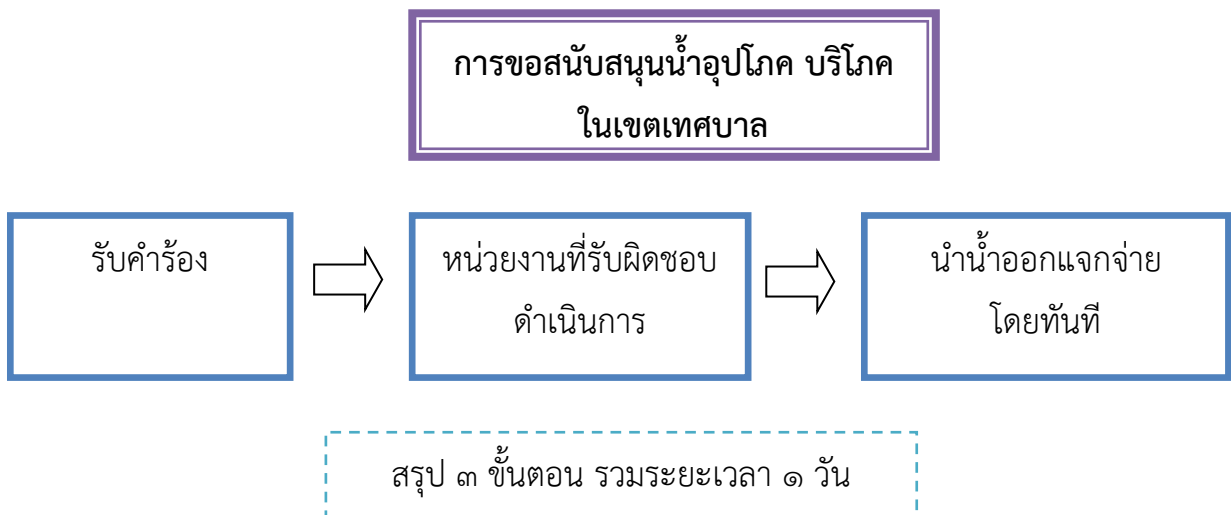 การขอสนับสนุนน้ำอุปโภค บริโภค
ในเขตเทศบาล
รับคำร้อง
หน่วยงานที่รับผิดชอบ
ดำเนินการ
นำน้ำออกแจกจ่าย
โดยทันที
สรุป ๓ ขั้นตอน รวมระยะเวลา ๑ วัน